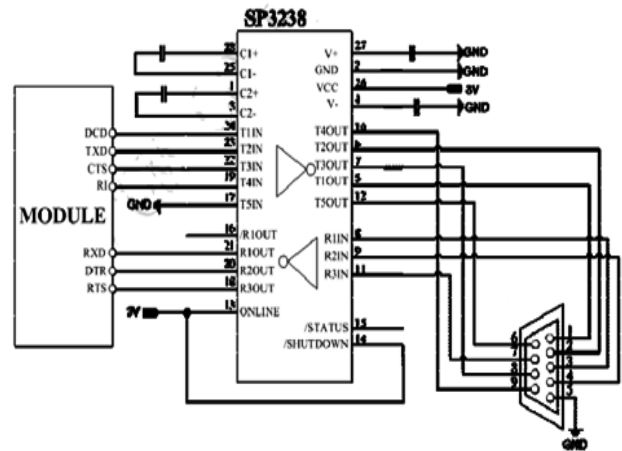 SP3238
28 C1+ V+ 27 GND
25 C1- GND 2 GND
1 C2+ VCC 26 3V
3 C2- V- 4 GND
DCD 24 T1IN T4OUT 10
TXD 23 T2IN T2OUT 6
CTS 22 T3IN T3OUT 7
RI 19 T4IN T1OUT 5
GND 17 T5IN T5OUT 12
MODULE
16 /R1OUT R1IN 8
RXD 21 R1OUT R2IN 9
DTR 20 R2OUT R3IN 11
RTS 18 R3OUT
3V 13 ONLINE
/STATUS 15
/SHUTDOWN 14
6 1
7 2
8 3
9 4
5
GND